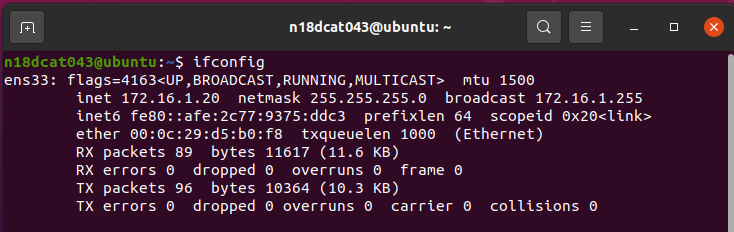 n18dcat043@ubuntu: ~
n18dcat043@ubuntu:~$ ifconfig
ens33: flags=4163<UP,BROADCAST,RUNNING,MULTICAST>  mtu 1500
        inet 172.16.1.20  netmask 255.255.255.0  broadcast 172.16.1.255
        inet6 fe80::afe:2c77:9375:ddc3  prefixlen 64  scopeid 0x20<link>
        ether 00:0c:29:d5:b0:f8  txqueuelen 1000  (Ethernet)
        RX packets 89  bytes 11617 (11.6 KB)
        RX errors 0  dropped 0  overruns 0  frame 0
        TX packets 96  bytes 10364 (10.3 KB)
        TX errors 0  dropped 0 overruns 0  carrier 0  collisions 0